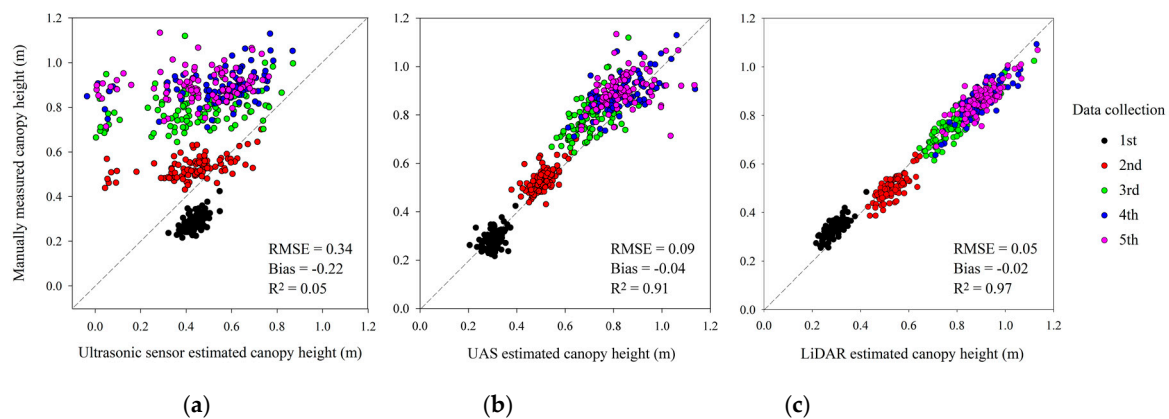 Manually measured canopy height (m)
1.2
1.0
0.8
0.6
0.4
0.2
0.0
RMSE = 0.34
Bias = -0.22
R² = 0.05
0.0 0.2 0.4 0.6 0.8 1.0 1.2
Ultrasonic sensor estimated canopy height (m)
(a)
1.2
1.0
0.8
0.6
0.4
0.2
0.0
RMSE = 0.09
Bias = -0.04
R² = 0.91
0.0 0.2 0.4 0.6 0.8 1.0 1.2
UAS estimated canopy height (m)
(b)
1.2
1.0
0.8
0.6
0.4
0.2
0.0
RMSE = 0.05
Bias = -0.02
R² = 0.97
0.0 0.2 0.4 0.6 0.8 1.0 1.2
LiDAR estimated canopy height (m)
(c)
Data collection
1st
2nd
3rd
4th
5th